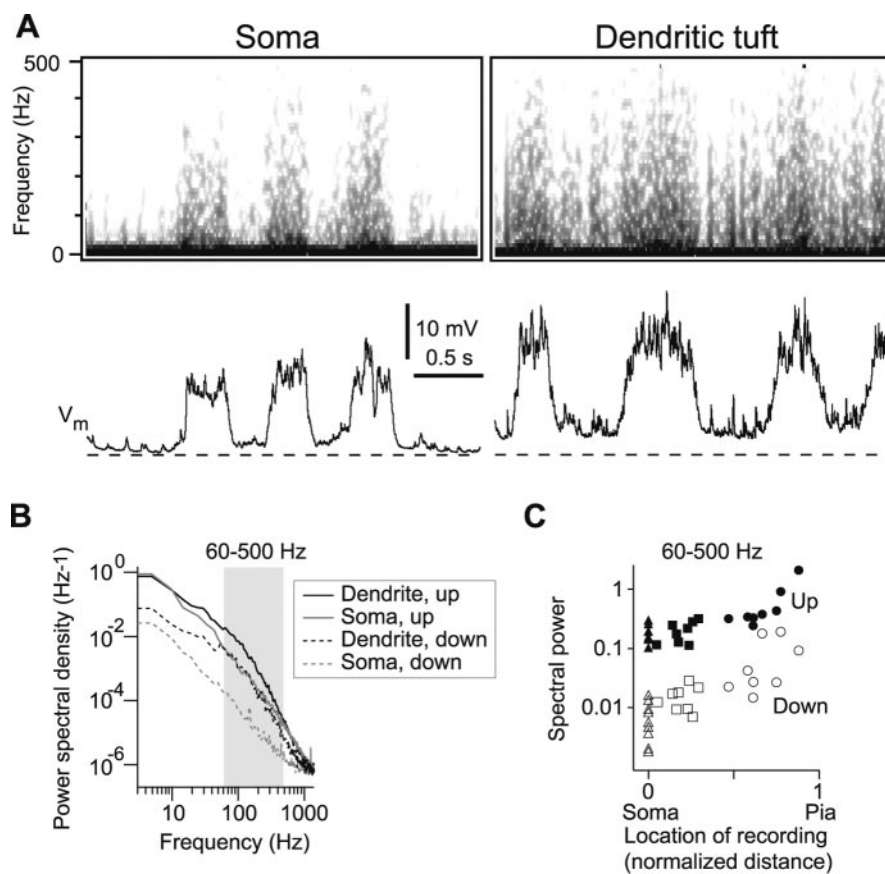 A
Soma
Dendritic tuft
500
Frequency (Hz)
0
10 mV
0.5 s
Vm
B
60-500 Hz
Power spectral density (Hz-1)
10^0
10^-2
10^-4
10^-6
10
100
1000
Frequency (Hz)
Dendrite, up
Soma, up
Dendrite, down
Soma, down
C
60-500 Hz
Spectral power
1
0.1
0.01
Up
Down
0
1
Soma
Pia
Location of recording
(normalized distance)